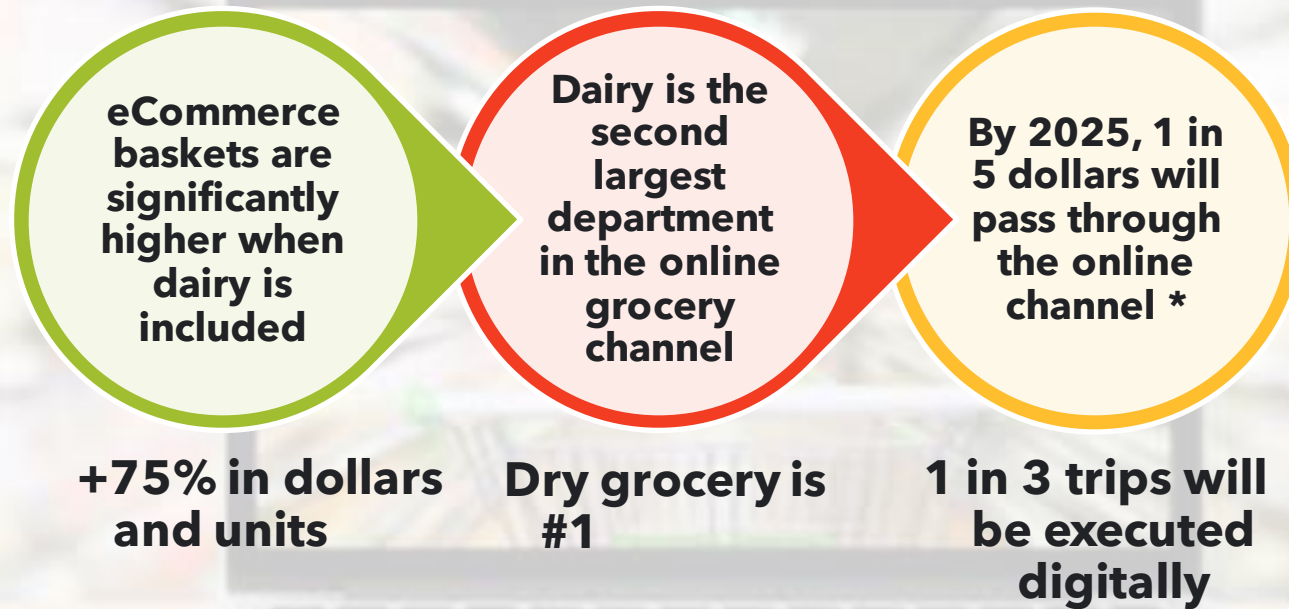 eCommerce
baskets are
significantly
higher when
dairy is
included
+75% in dollars
and units
Dairy is the
second
largest
department
in the online
grocery
channel
Dry grocery is
#1
By 2025, 1 in
5 dollars will
pass through
the online
channel *
1 in 3 trips will
be executed
digitally